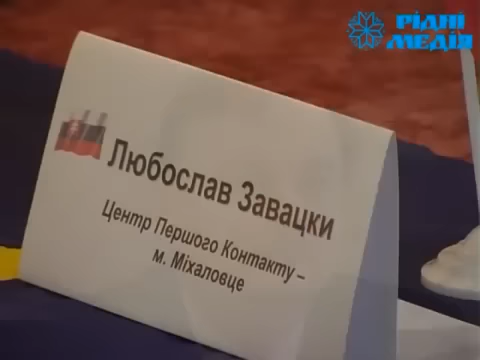 РІДНІ
МЕДІЯ
Любослав Завацки
Центр Першого Контакту –
м. Міхаловце